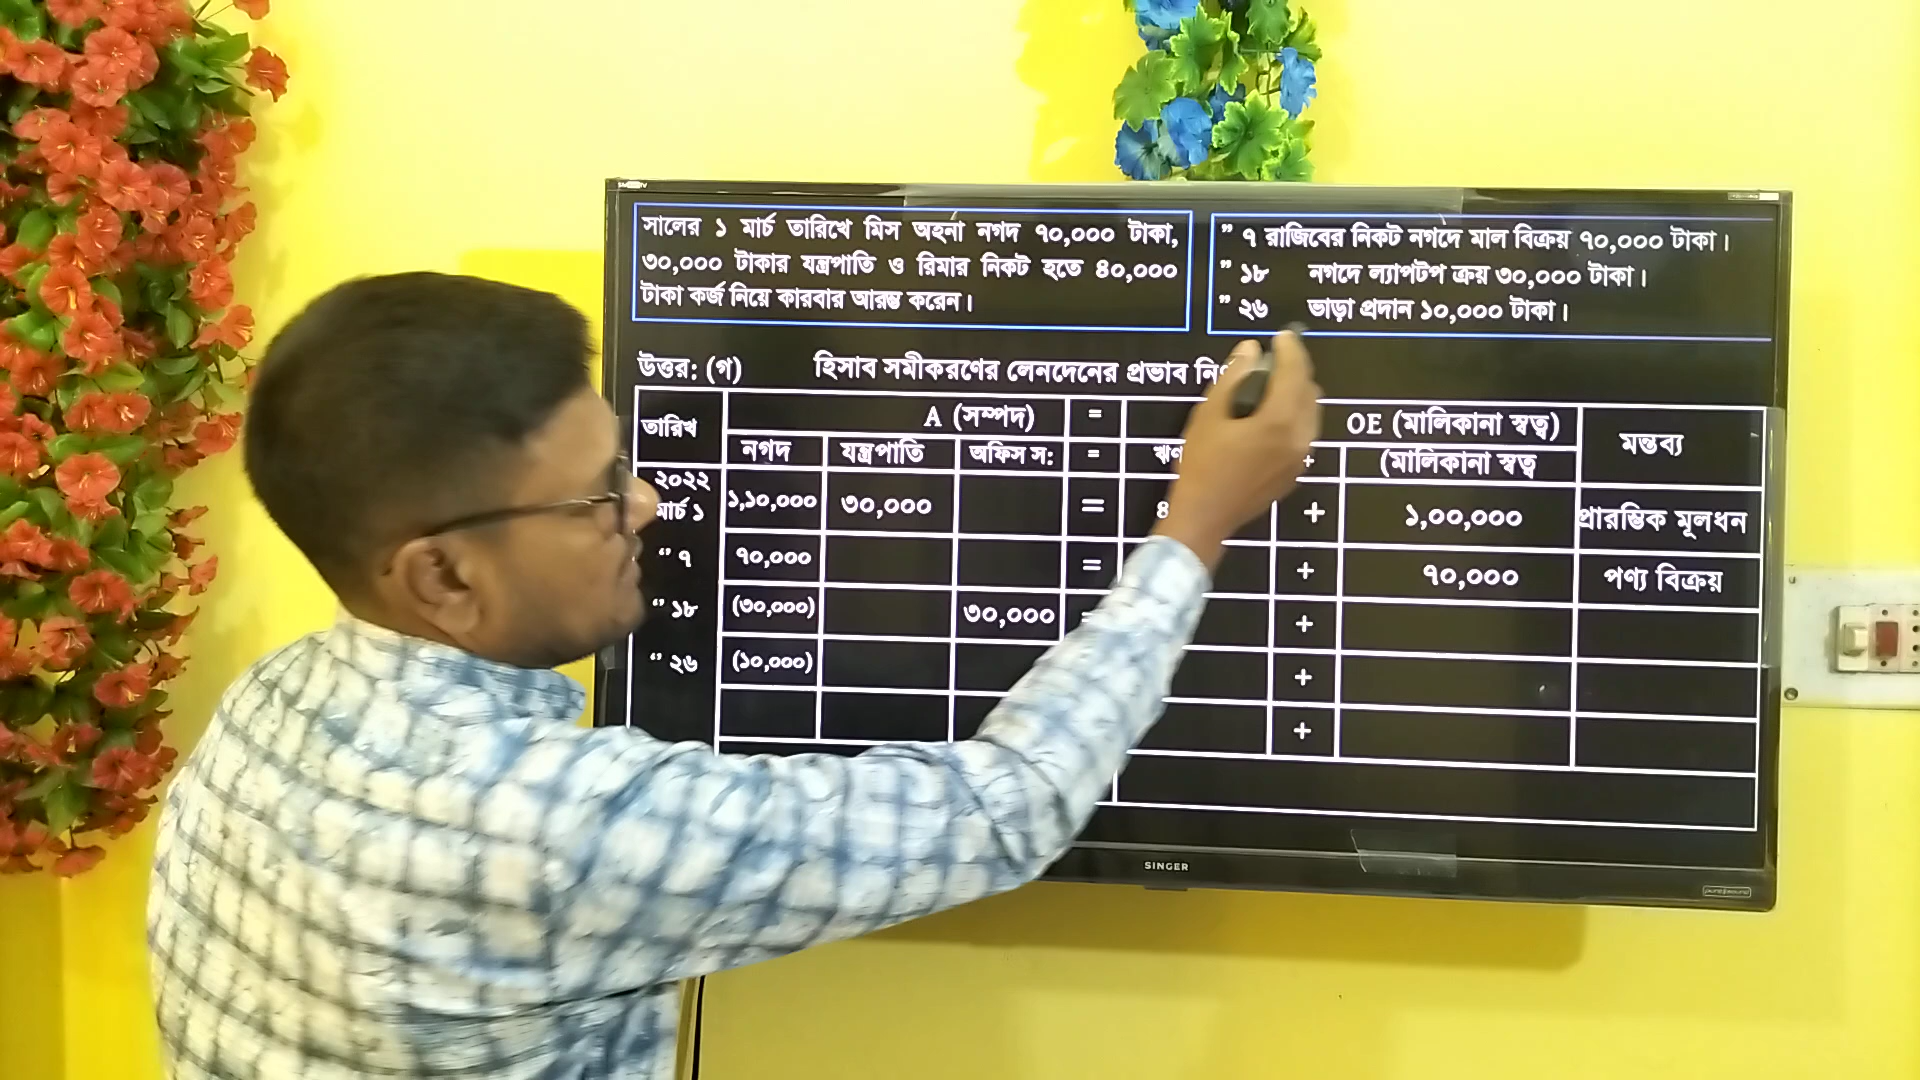 সালের ১ মার্চ তারিখে মিস অহনা নগদ ৭০,০০০ টাকা,
৩০,০০০ টাকার যন্ত্রপাতি ও রিমার নিকট হতে ৪০,০০০
টাকা কর্জ নিয়ে কারবার আরম্ভ করেন।
” ৭ রাজিবের নিকট নগদে মাল বিক্রয় ৭০,০০০ টাকা।
” ১৮ নগদে ল্যাপটপ ক্রয় ৩০,০০০ টাকা।
” ২৬ ভাড়া প্রদান ১০,০০০ টাকা।
উত্তর: (গ) হিসাব সমীকরণের লেনদেনের প্রভাব
তারিখ A (সম্পদ) = OE (মালিকানা স্বত্ব) মন্তব্য
নগদ যন্ত্রপাতি অফিস স: = ঋণ + (মালিকানা স্বত্ব
২০২২
মার্চ ১ ১,১০,০০০ ৩০,০০০ = ৪ + ১,০০,০০০ প্রারম্ভিক মূলধন
“ ৭ ৭০,০০০ = + ৭০,০০০ পণ্য বিক্রয়
“ ১৮ (৩০,০০০) ৩০,০০০ = +
“ ২৬ (১০,০০০) +
+
SINGER